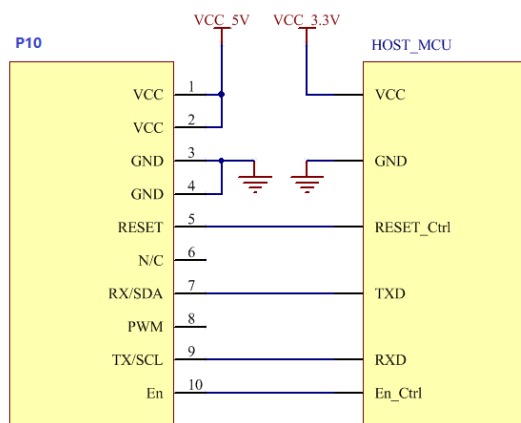 VCC_5V VCC_3.3V
P10 HOST_MCU
VCC 1 VCC
VCC 2
GND 3 GND
GND 4
RESET 5 RESET_Ctrl
N/C 6
RX/SDA 7 TXD
PWM 8
TX/SCL 9 RXD
En 10 En_Ctrl